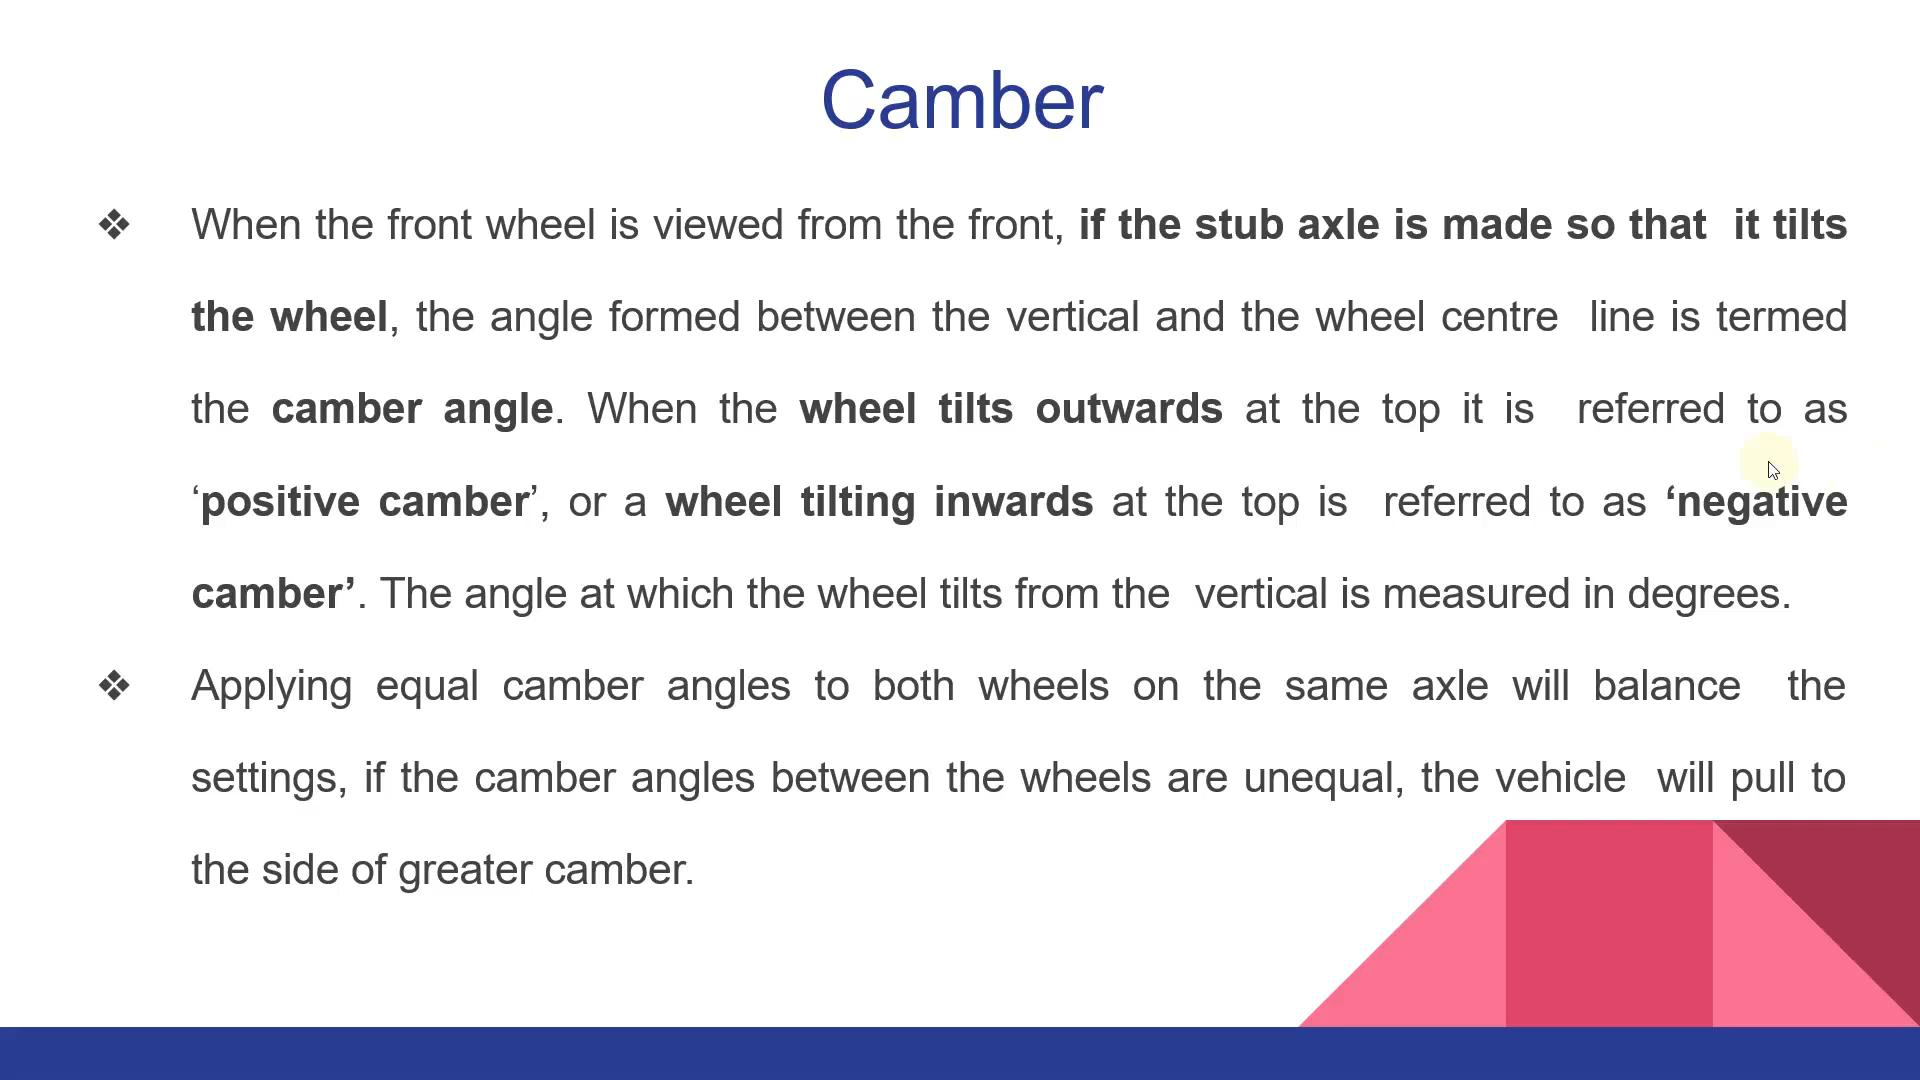 Camber
❖ When the front wheel is viewed from the front, if the stub axle is made so that it tilts
the wheel, the angle formed between the vertical and the wheel centre line is termed
the camber angle. When the wheel tilts outwards at the top it is referred to as
‘positive camber’, or a wheel tilting inwards at the top is referred to as ‘negative
camber’. The angle at which the wheel tilts from the vertical is measured in degrees.
❖ Applying equal camber angles to both wheels on the same axle will balance the
settings, if the camber angles between the wheels are unequal, the vehicle will pull to
the side of greater camber.